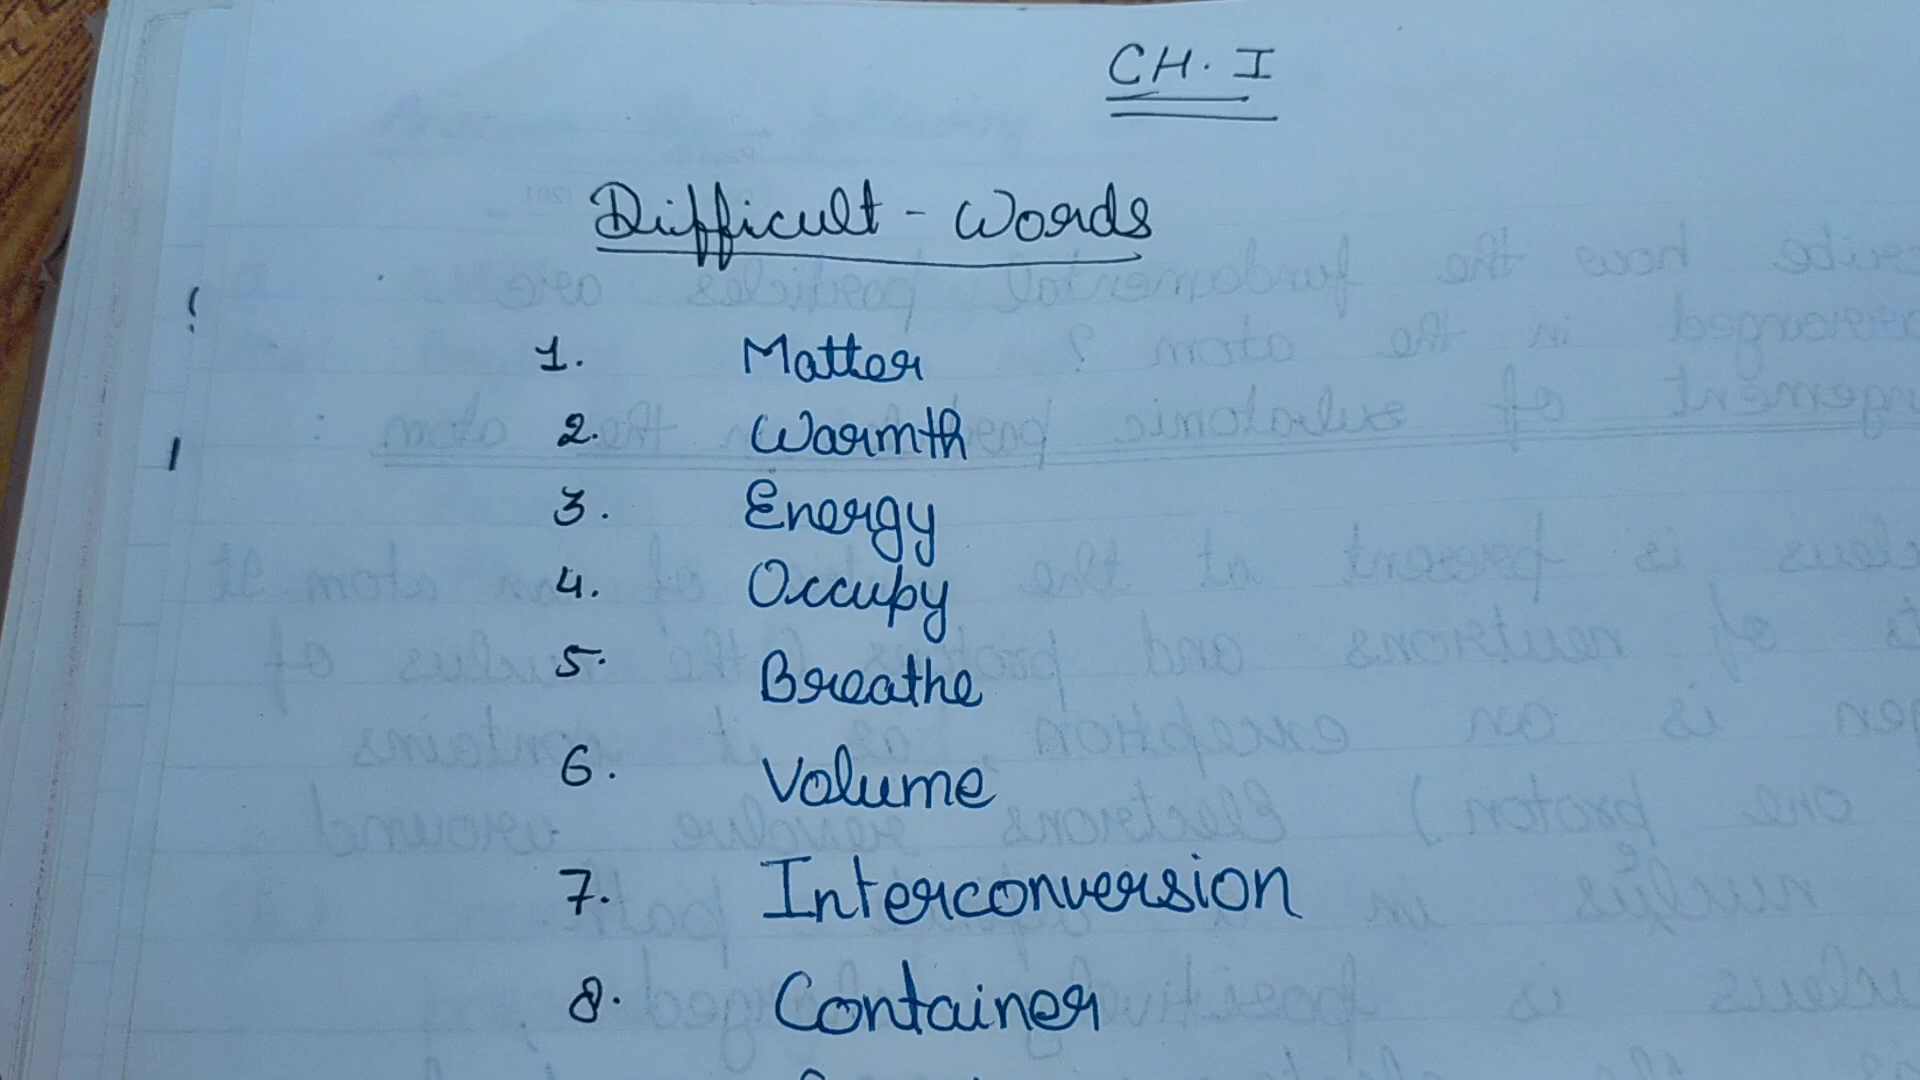 CH. I
Difficult - Words
1. Matter
2. Warmth
3. Energy
4. Occupy
5. Breathe
6. Volume
7. Interconversion
8. Container